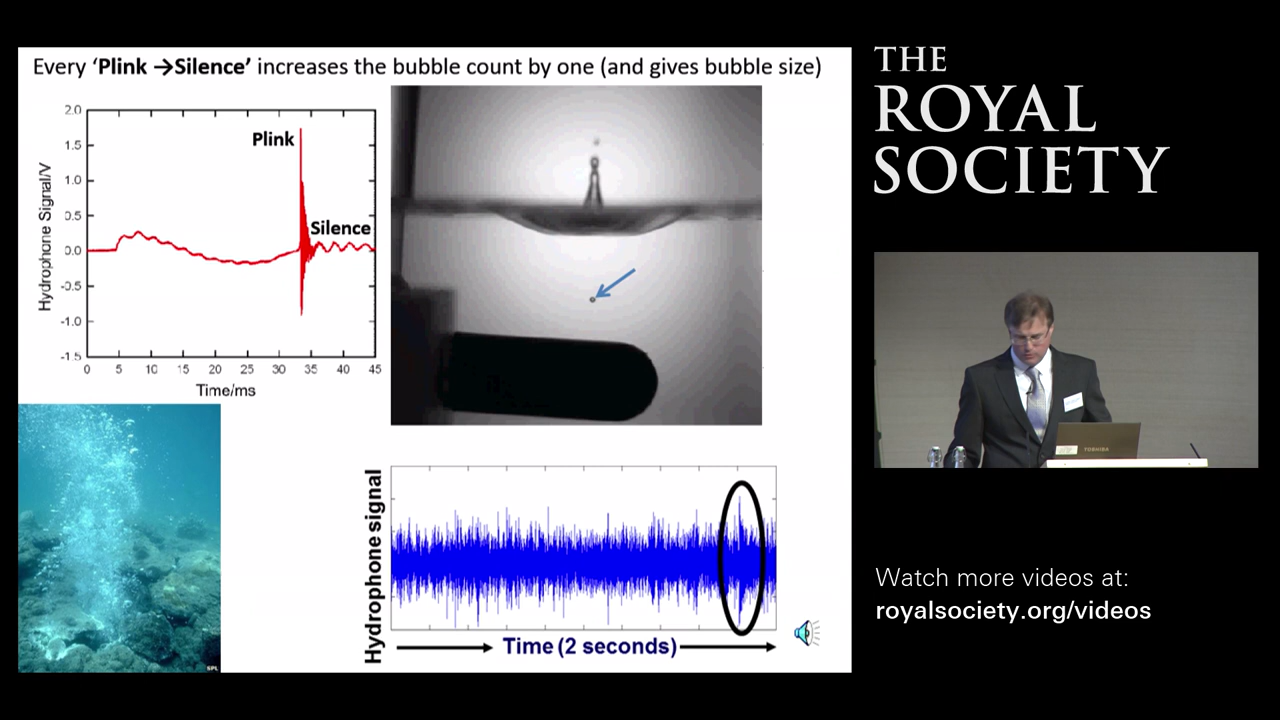 Every ‘Plink →Silence’ increases the bubble count by one (and gives bubble size)
2.0
1.5
1.0
0.5
0.0
-0.5
-1.0
-1.5
Hydrophone Signal/V
Plink
Silence
0 5 10 15 20 25 30 35 40 45
Time/ms
SPL
Hydrophone signal
Time (2 seconds)
THE
ROYAL
SOCIETY
TOSHIBA
Watch more videos at:
royalsociety.org/videos